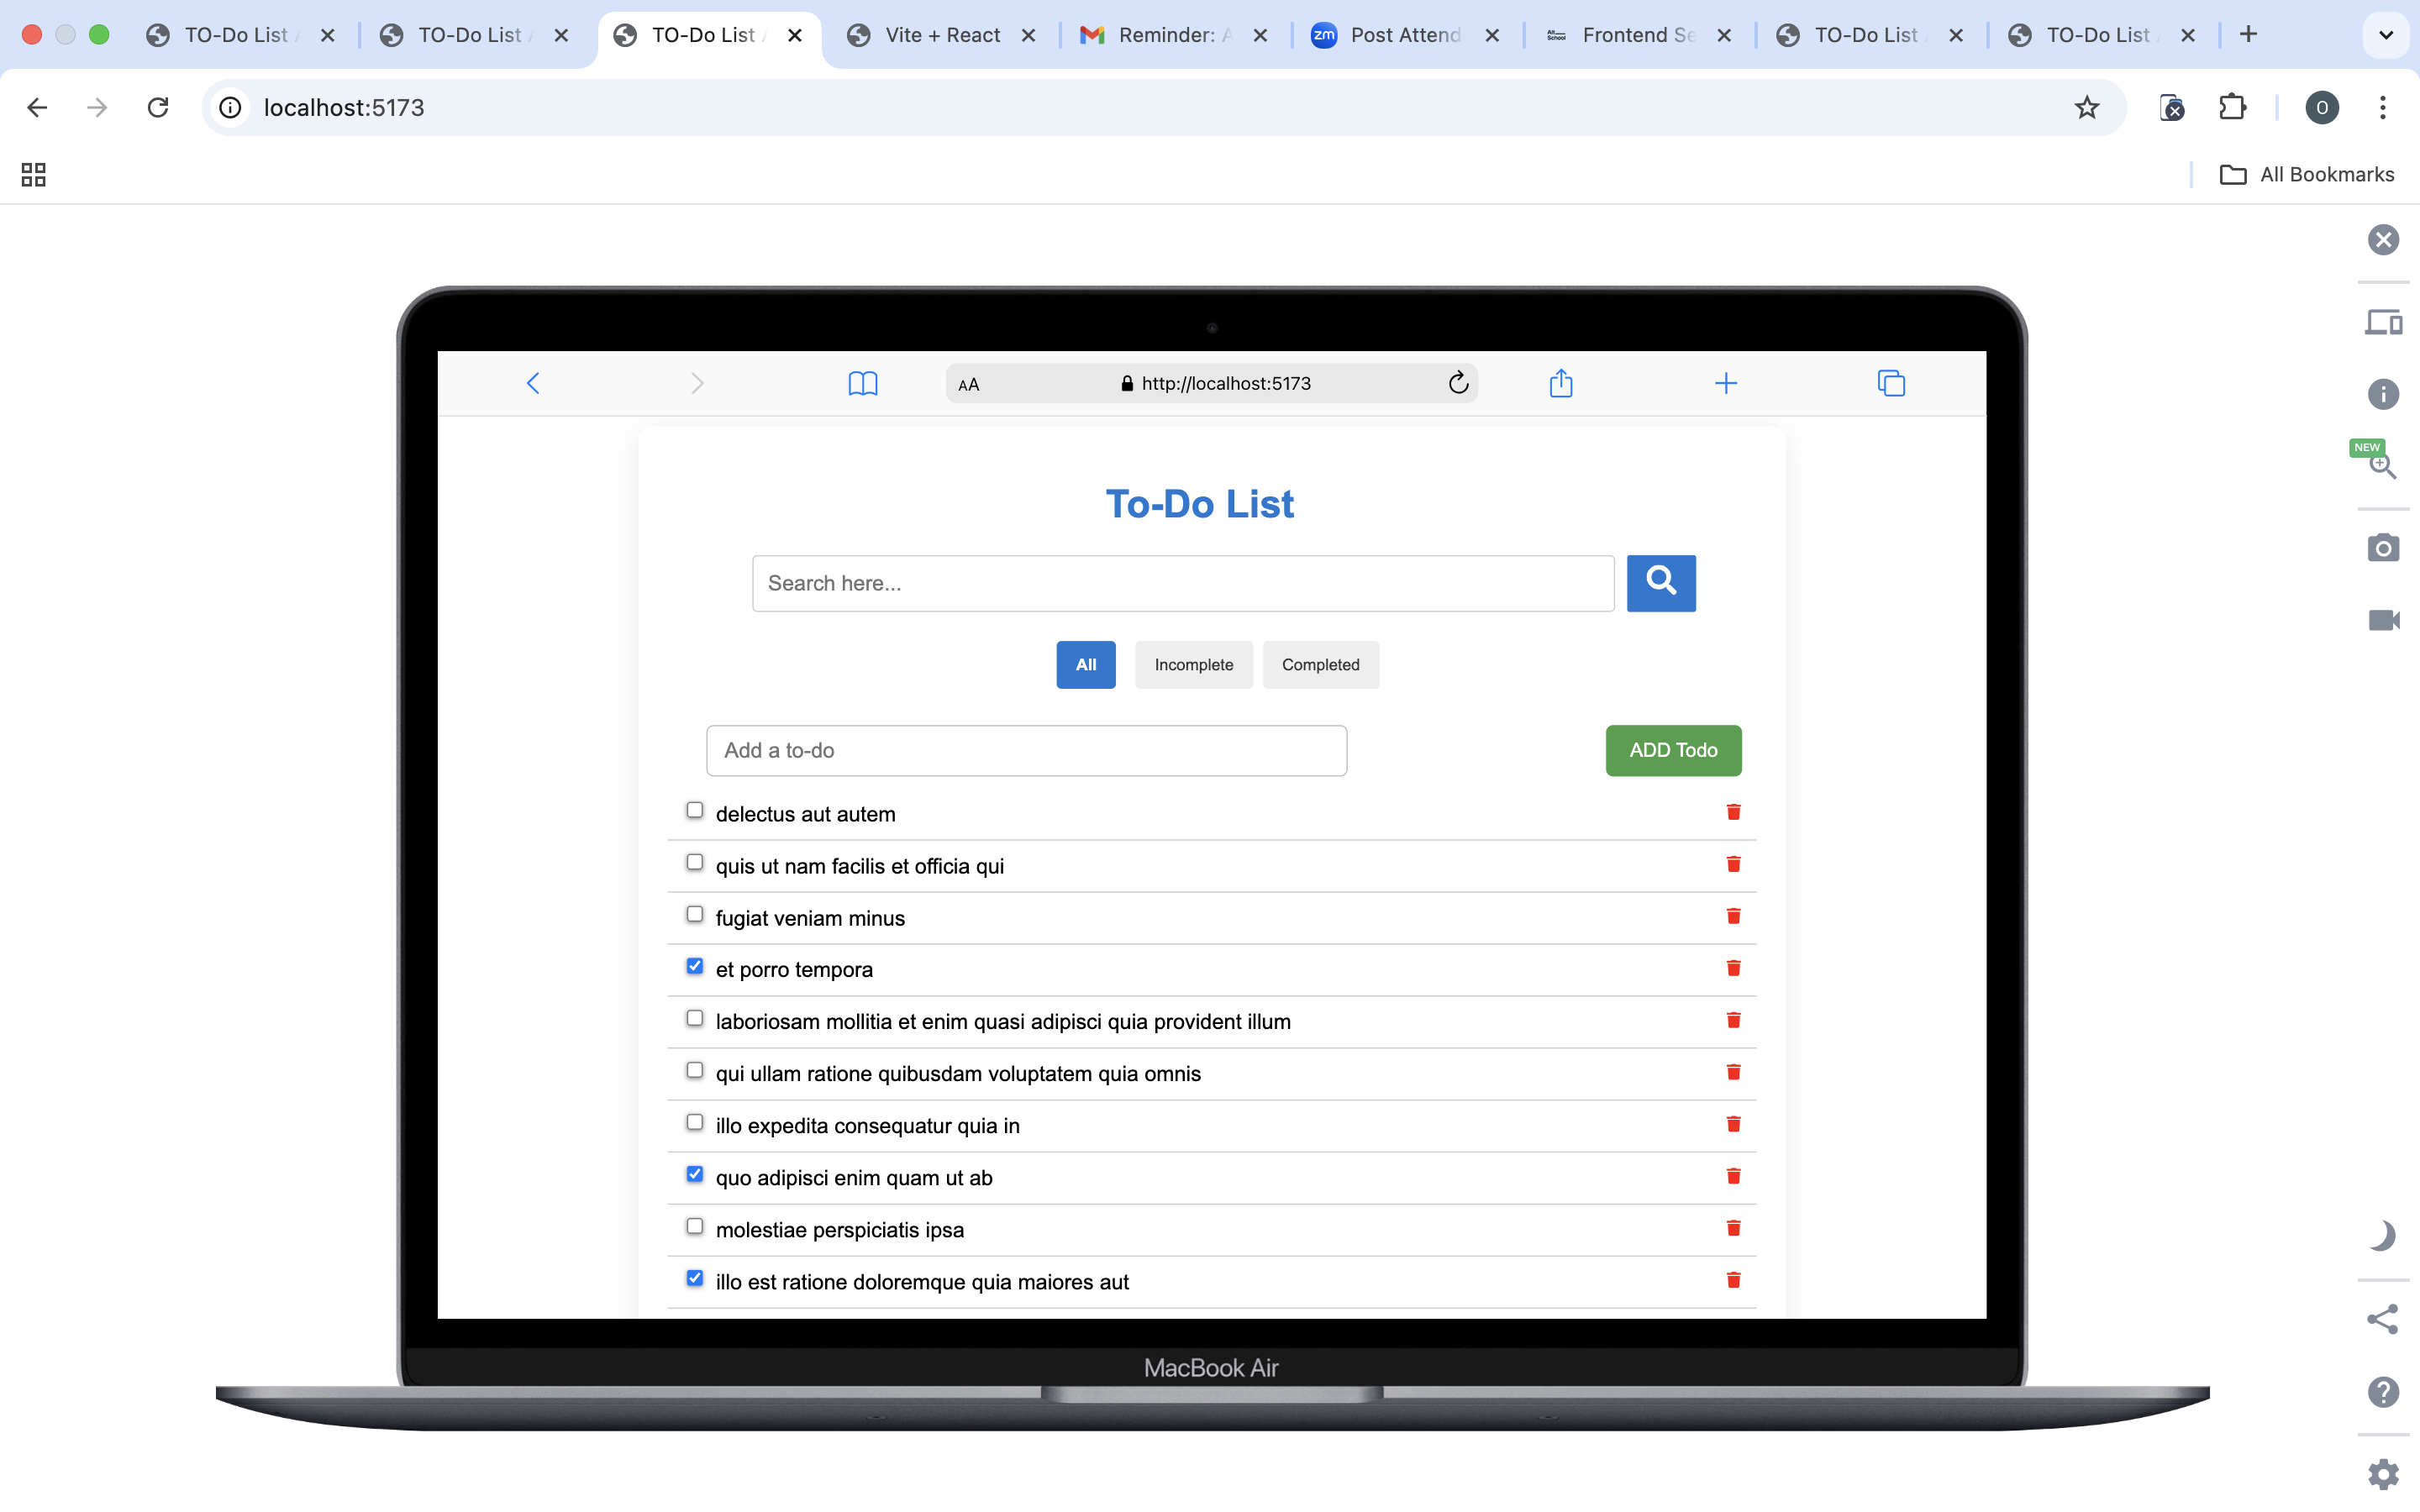 TO-Do List
TO-Do List
TO-Do List
Vite + React
Reminder:
Post Attend
Frontend Se
TO-Do List
TO-Do List
localhost:5173
O
All Bookmarks
AA
http://localhost:5173
NEW
To-Do List
Search here...
All
Incomplete
Completed
Add a to-do
ADD Todo
delectus aut autem
quis ut nam facilis et officia qui
fugiat veniam minus
et porro tempora
laboriosam mollitia et enim quasi adipisci quia provident illum
qui ullam ratione quibusdam voluptatem quia omnis
illo expedita consequatur quia in
quo adipisci enim quam ut ab
molestiae perspiciatis ipsa
illo est ratione doloremque quia maiores aut
MacBook Air